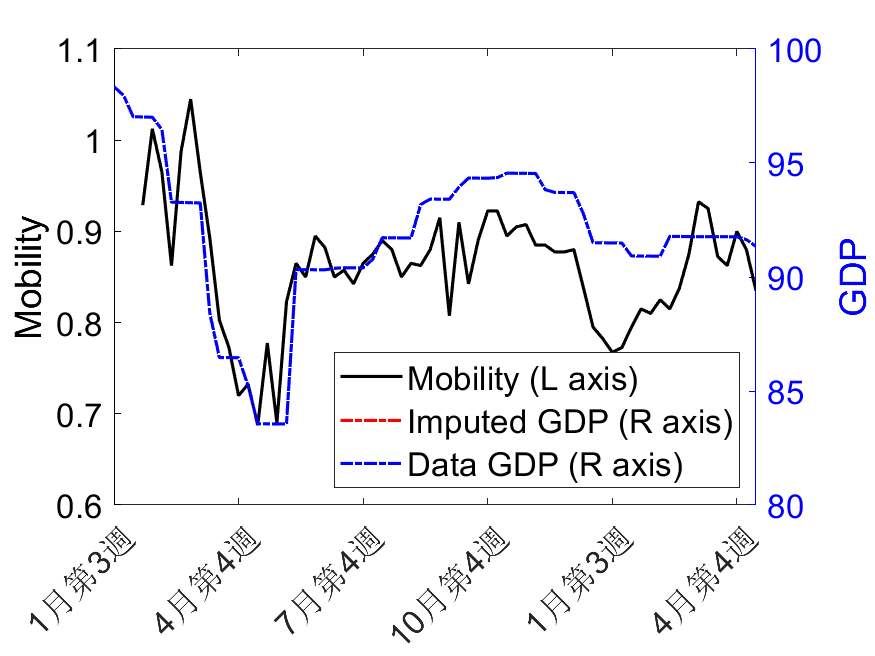 1.1
1
0.9
0.8
0.7
0.6
Mobility
100
95
90
85
80
GDP
Mobility (L axis)
Imputed GDP (R axis)
Data GDP (R axis)
1月第3週
4月第4週
7月第4週
10月第4週
1月第3週
4月第4週